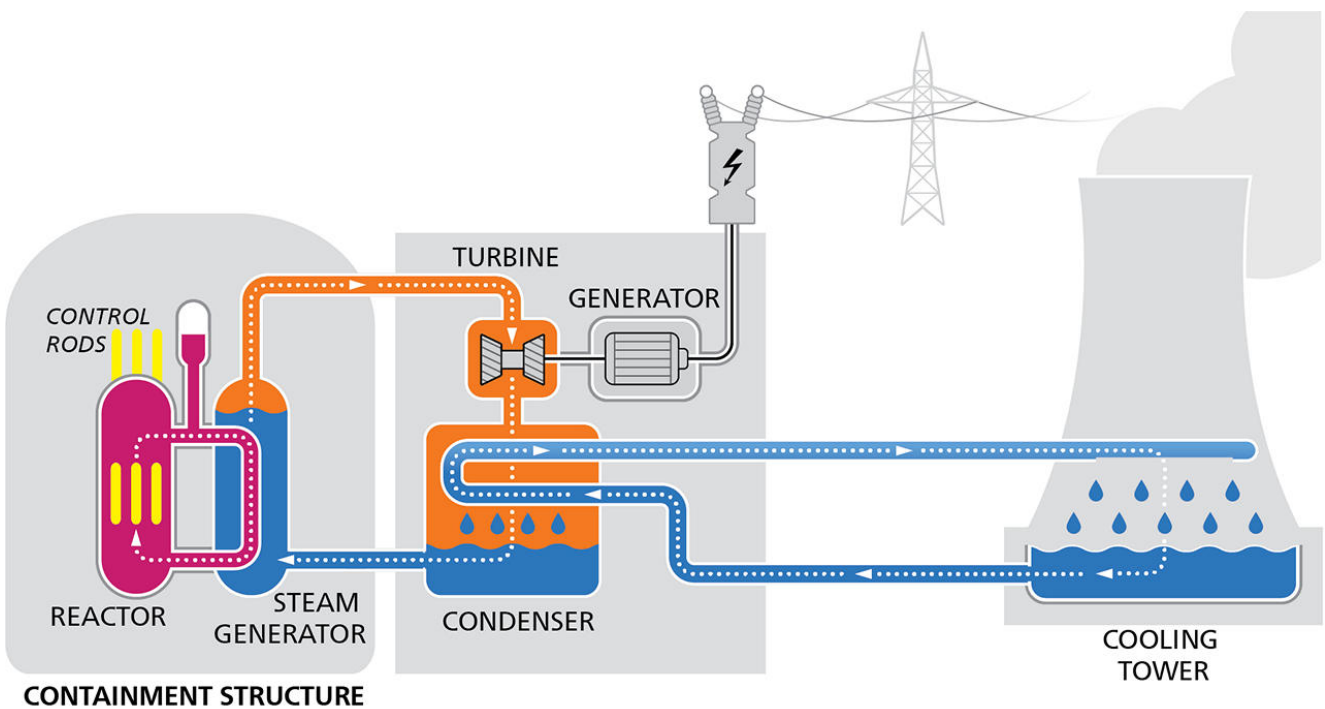 TURBINE
GENERATOR
CONTROL
RODS
REACTOR
STEAM
GENERATOR
CONDENSER
COOLING
TOWER
CONTAINMENT STRUCTURE